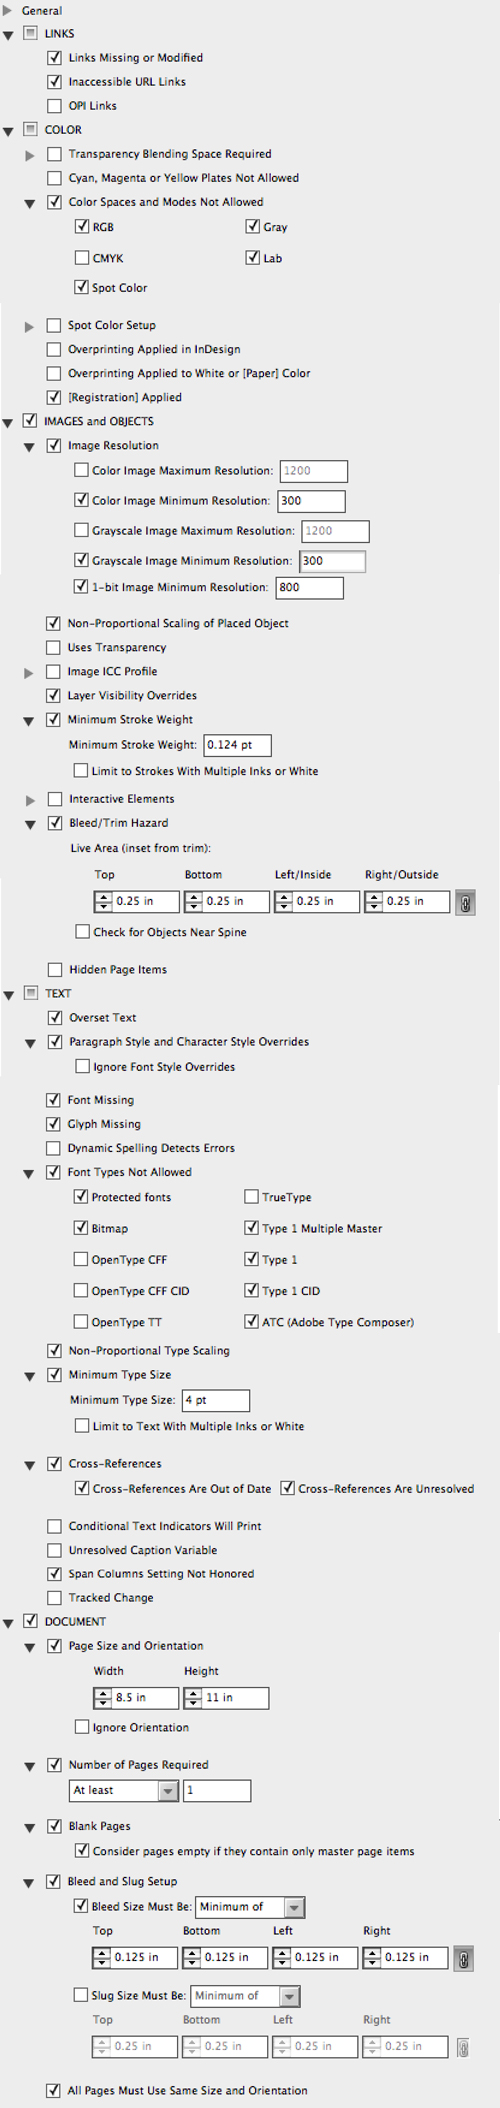 General
LINKS
Links Missing or Modified
Inaccessible URL Links
OPI Links
COLOR
Transparency Blending Space Required
Cyan, Magenta or Yellow Plates Not Allowed
Color Spaces and Modes Not Allowed
RGB Gray
CMYK Lab
Spot Color
Spot Color Setup
Overprinting Applied in InDesign
Overprinting Applied to White or [Paper] Color
[Registration] Applied
IMAGES and OBJECTS
Image Resolution
Color Image Maximum Resolution: 1200
Color Image Minimum Resolution: 300
Grayscale Image Maximum Resolution: 1200
Grayscale Image Minimum Resolution: 300
1-bit Image Minimum Resolution: 800
Non-Proportional Scaling of Placed Object
Uses Transparency
Image ICC Profile
Layer Visibility Overrides
Minimum Stroke Weight
Minimum Stroke Weight: 0.124 pt
Limit to Strokes With Multiple Inks or White
Interactive Elements
Bleed/Trim Hazard
Live Area (inset from trim):
Top Bottom Left/Inside Right/Outside
0.25 in 0.25 in 0.25 in 0.25 in
Check for Objects Near Spine
Hidden Page Items
TEXT
Overset Text
Paragraph Style and Character Style Overrides
Ignore Font Style Overrides
Font Missing
Glyph Missing
Dynamic Spelling Detects Errors
Font Types Not Allowed
Protected fonts TrueType
Bitmap Type 1 Multiple Master
OpenType CFF Type 1
OpenType CFF CID Type 1 CID
OpenType TT ATC (Adobe Type Composer)
Non-Proportional Type Scaling
Minimum Type Size
Minimum Type Size: 4 pt
Limit to Text With Multiple Inks or White
Cross-References
Cross-References Are Out of Date Cross-References Are Unresolved
Conditional Text Indicators Will Print
Unresolved Caption Variable
Span Columns Setting Not Honored
Tracked Change
DOCUMENT
Page Size and Orientation
Width Height
8.5 in 11 in
Ignore Orientation
Number of Pages Required
At least 1
Blank Pages
Consider pages empty if they contain only master page items
Bleed and Slug Setup
Bleed Size Must Be: Minimum of
Top Bottom Left Right
0.125 in 0.125 in 0.125 in 0.125 in
Slug Size Must Be: Minimum of
Top Bottom Left Right
0.25 in 0.25 in 0.25 in 0.25 in
All Pages Must Use Same Size and Orientation